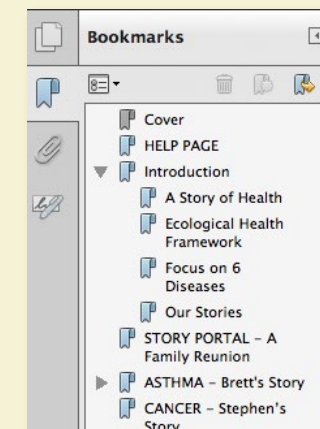 Bookmarks
Cover
HELP PAGE
Introduction
A Story of Health
Ecological Health
Framework
Focus on 6
Diseases
Our Stories
STORY PORTAL – A
Family Reunion
ASTHMA – Brett's Story
CANCER – Stephen's
Story